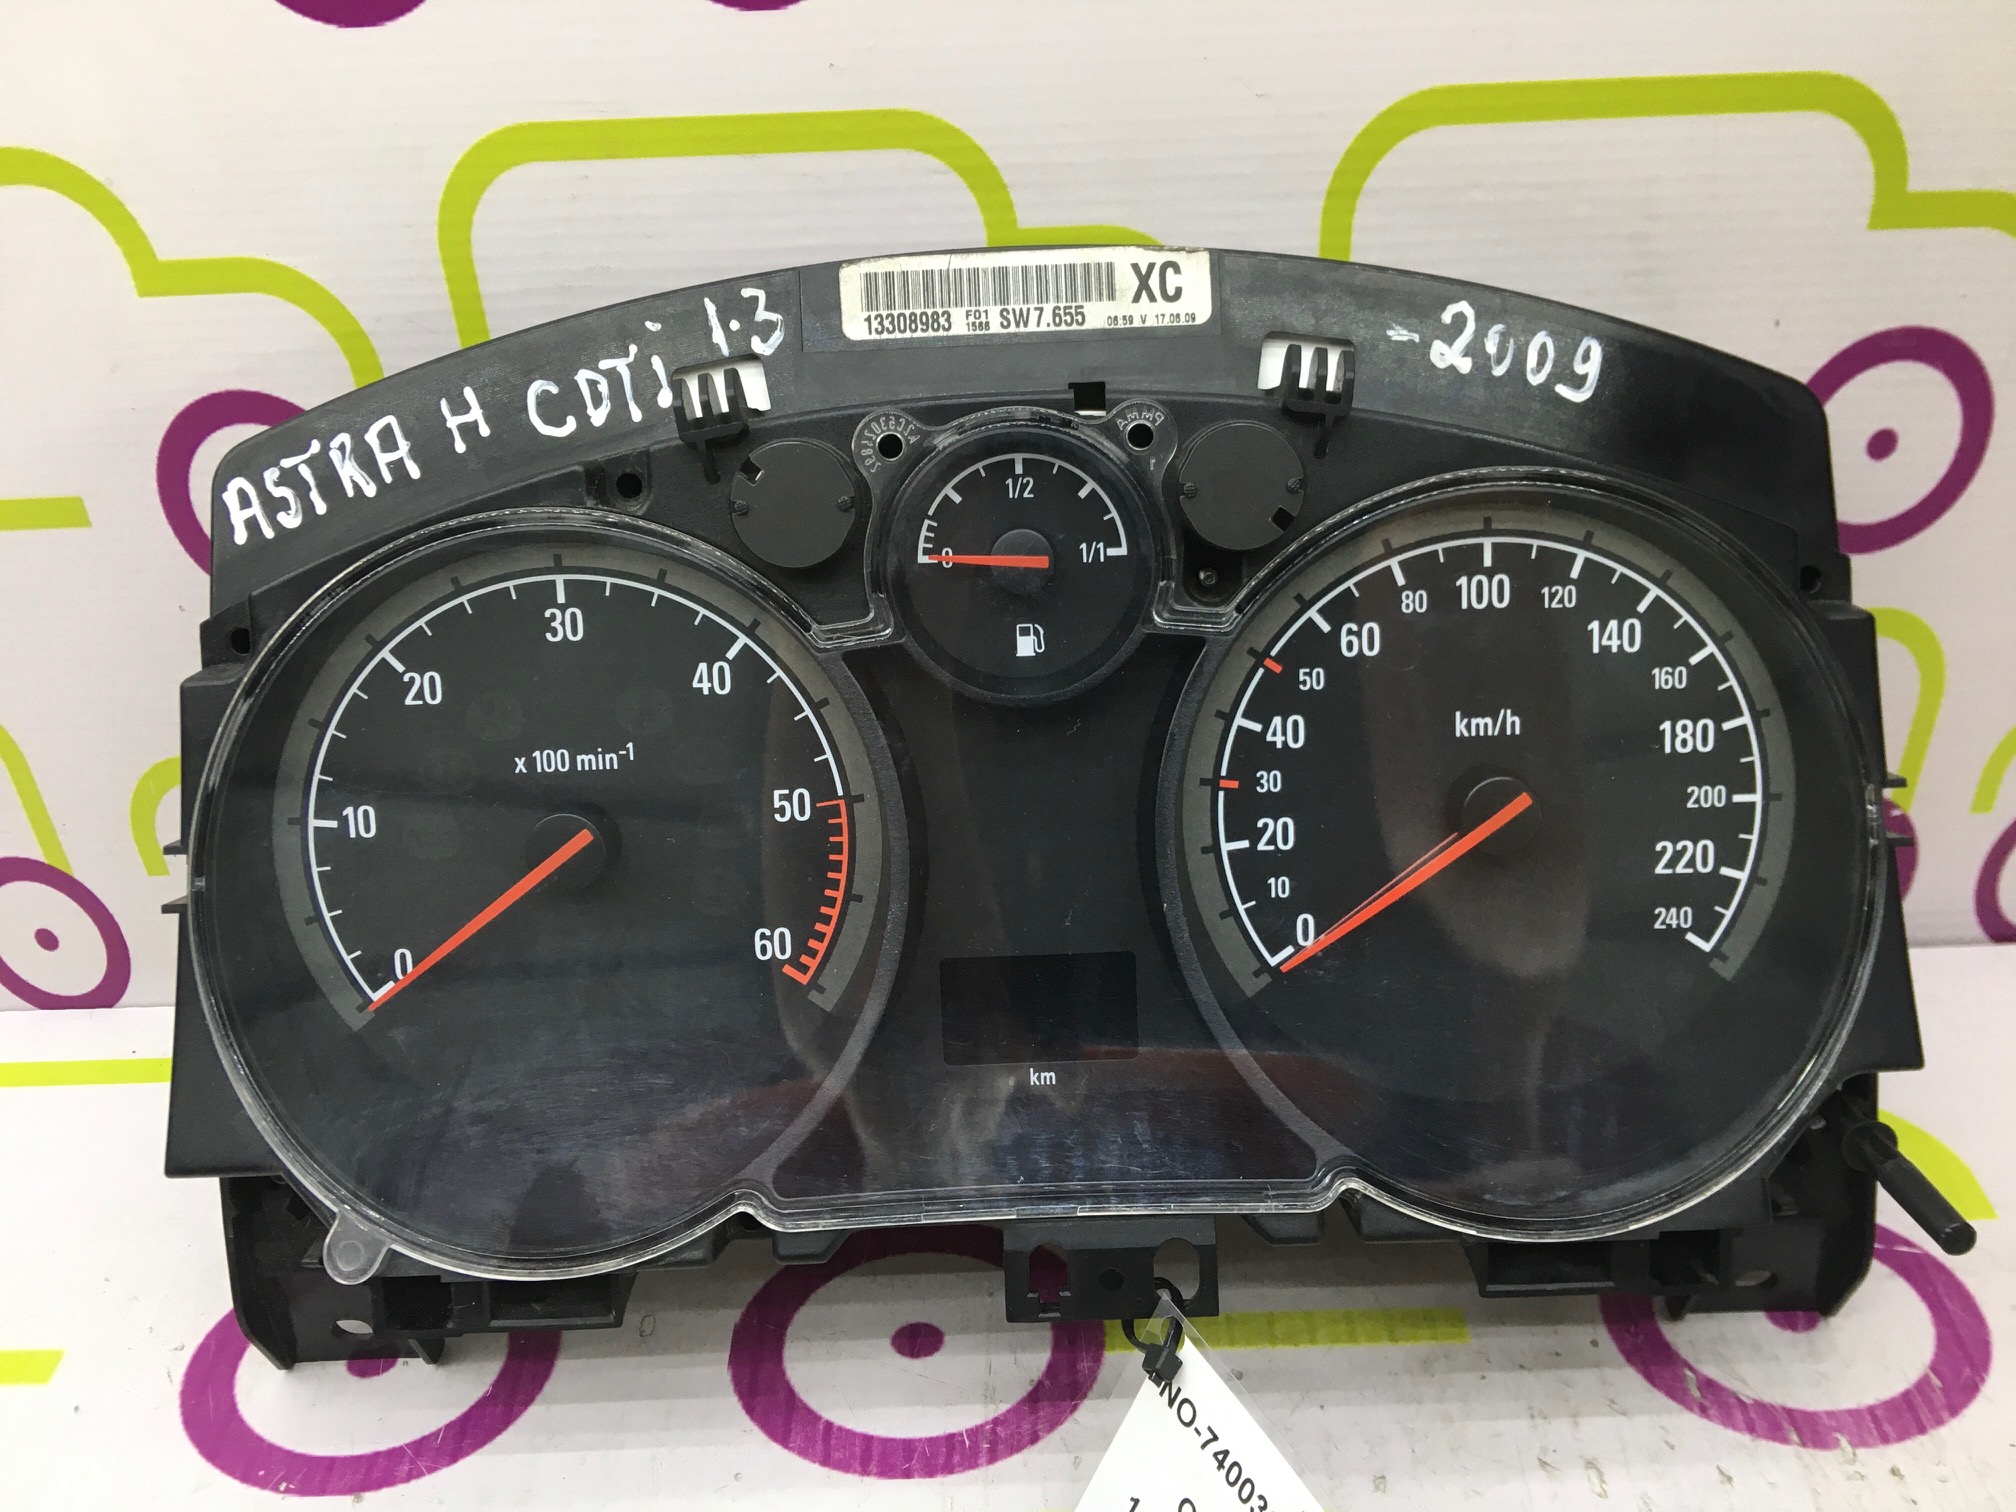 XC
13308983 F01 1566 SW7.655 06:59 V 17.06.09
ASTRA H CDTi 1.3 - 2009
1/2
0 1/1
0 10 20 30 40 50 60
x 100 min-1
0 10 20 30 40 50 60 80 100 120 140 160 180 200 220 240
km/h
km
NO-74003